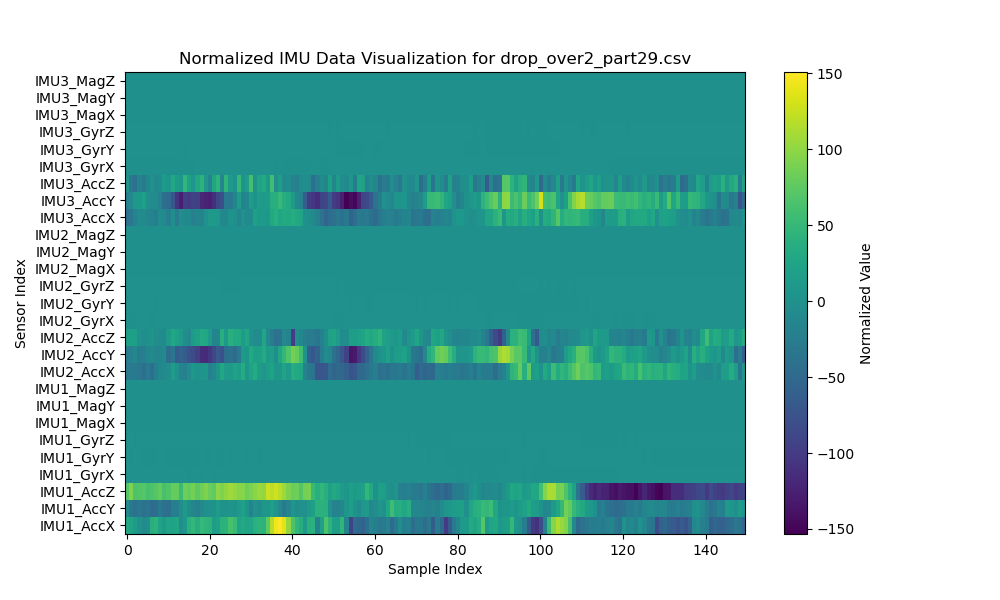 Normalized IMU Data Visualization for drop_over2_part29.csv
IMU3_MagZ
IMU3_MagY
IMU3_MagX
IMU3_GyrZ
IMU3_GyrY
IMU3_GyrX
IMU3_AccZ
IMU3_AccY
IMU3_AccX
IMU2_MagZ
IMU2_MagY
IMU2_MagX
IMU2_GyrZ
IMU2_GyrY
IMU2_GyrX
IMU2_AccZ
IMU2_AccY
IMU2_AccX
IMU1_MagZ
IMU1_MagY
IMU1_MagX
IMU1_GyrZ
IMU1_GyrY
IMU1_GyrX
IMU1_AccZ
IMU1_AccY
IMU1_AccX
Sensor Index
0 20 40 60 80 100 120 140
Sample Index
150
100
50
0
−50
−100
−150
Normalized Value